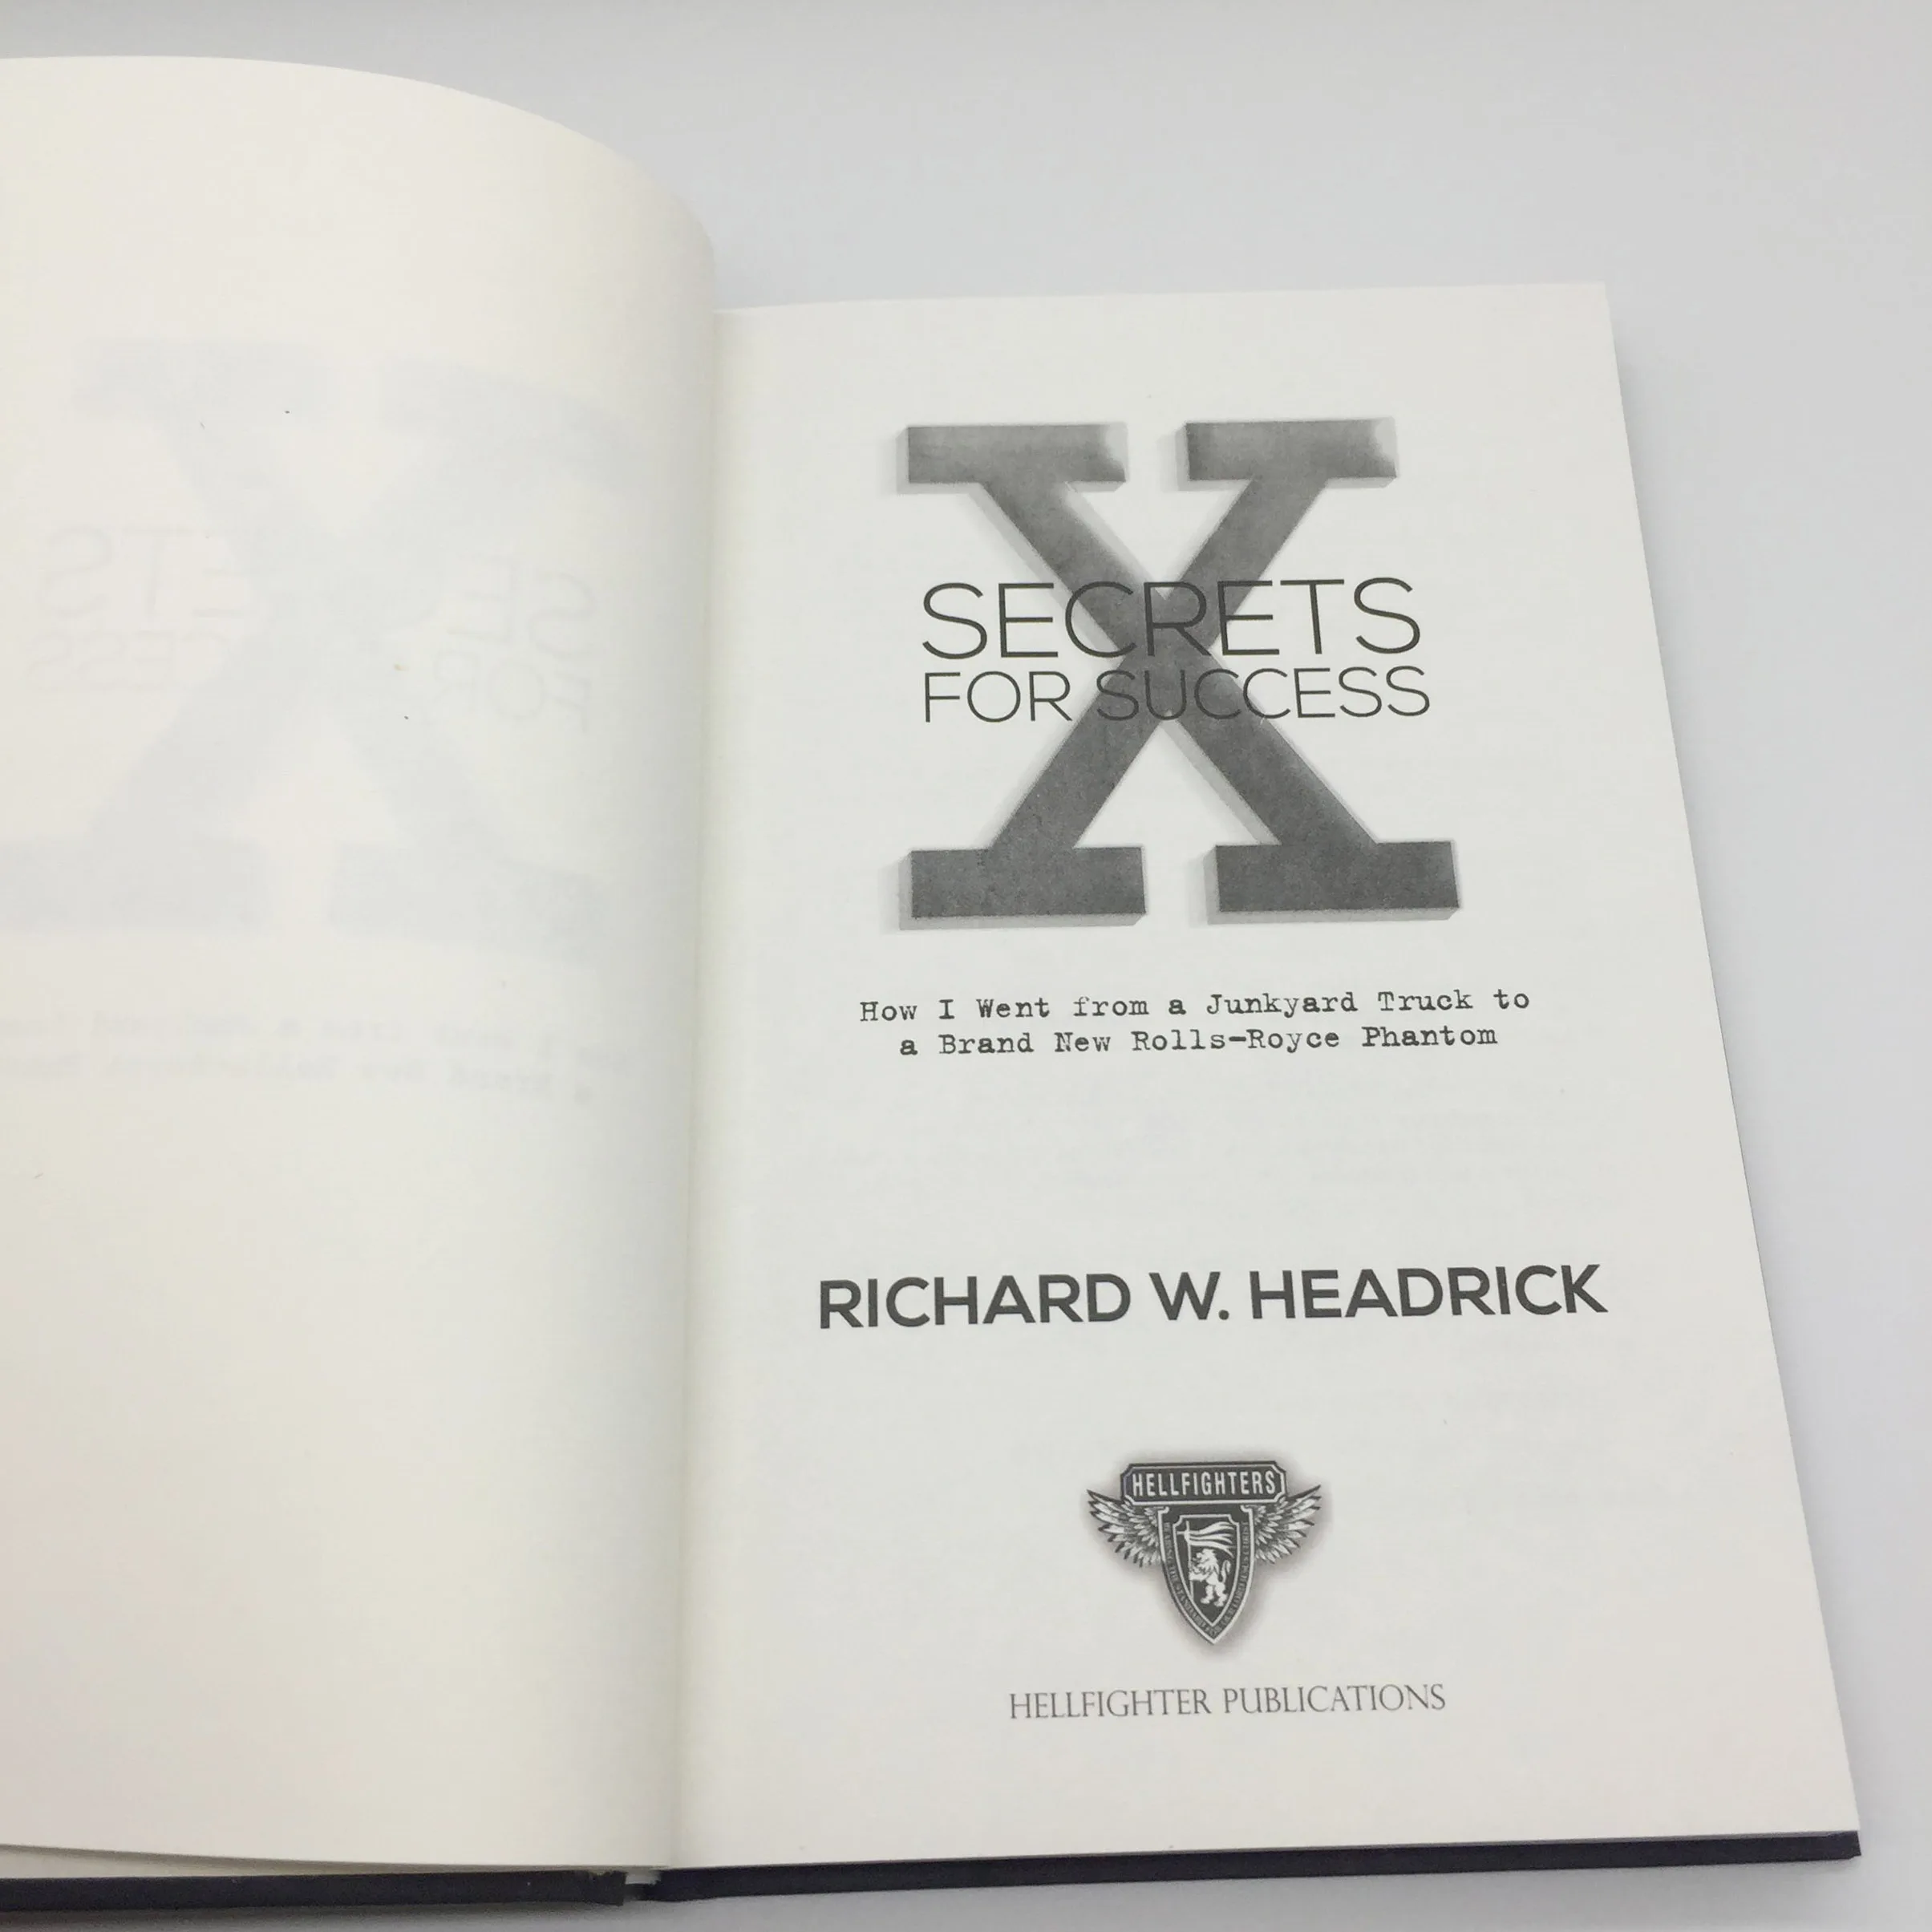 X
SECRETS
FOR SUCCESS
How I Went from a Junkyard Truck to
a Brand New Rolls-Royce Phantom
RICHARD W. HEADRICK
HELLFIGHTERS
HELLFIGHTER PUBLICATIONS